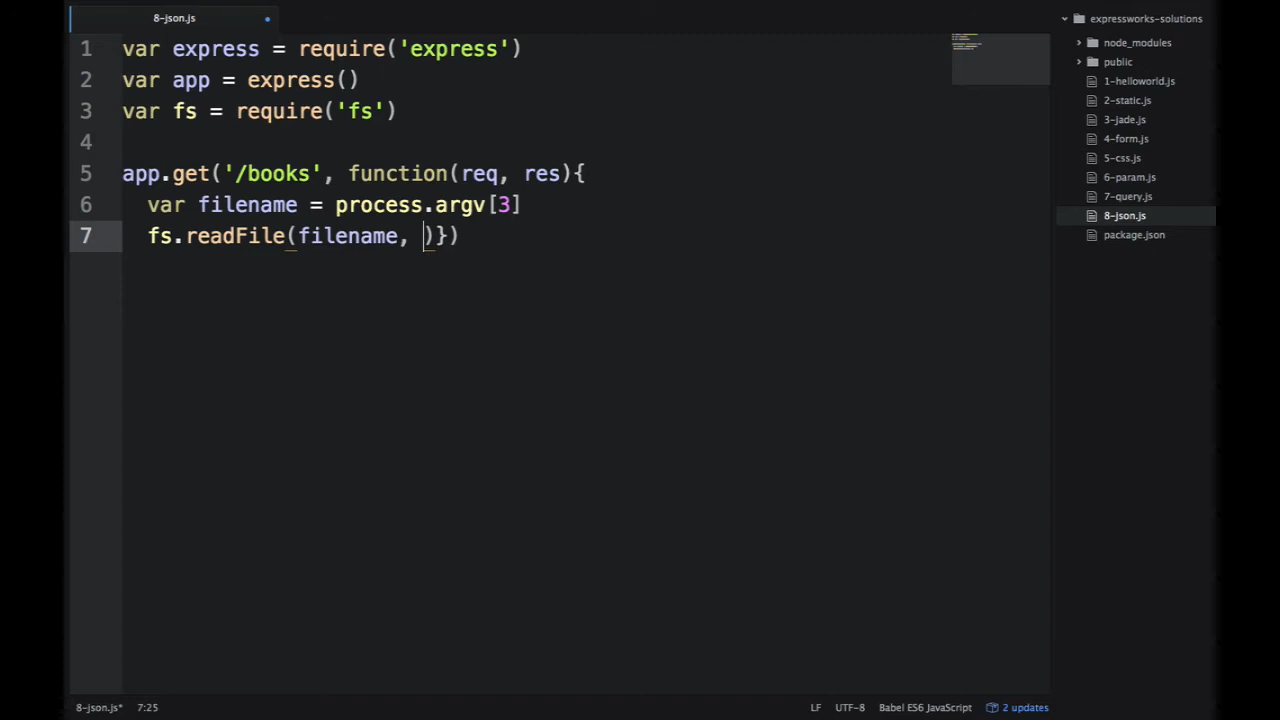 8-json.js
1 var express = require('express')
2 var app = express()
3 var fs = require('fs')
4
5 app.get('/books', function(req, res){
6 var filename = process.argv[3]
7 fs.readFile(filename, )})
expressworks-solutions
node_modules
public
1-helloworld.js
2-static.js
3-jade.js
4-form.js
5-css.js
6-param.js
7-query.js
8-json.js
package.json
8-json.js* 7:25 LF UTF-8 Babel ES6 JavaScript 2 updates